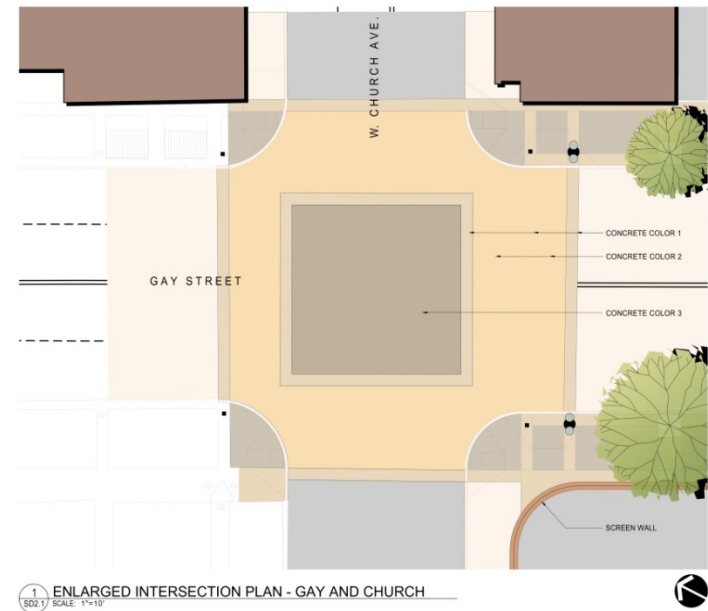 W. CHURCH AVE.
CONCRETE COLOR 1
CONCRETE COLOR 2
GAY STREET
CONCRETE COLOR 3
SCREEN WALL
1
SD2.1
ENLARGED INTERSECTION PLAN - GAY AND CHURCH
SCALE: 1"=10'